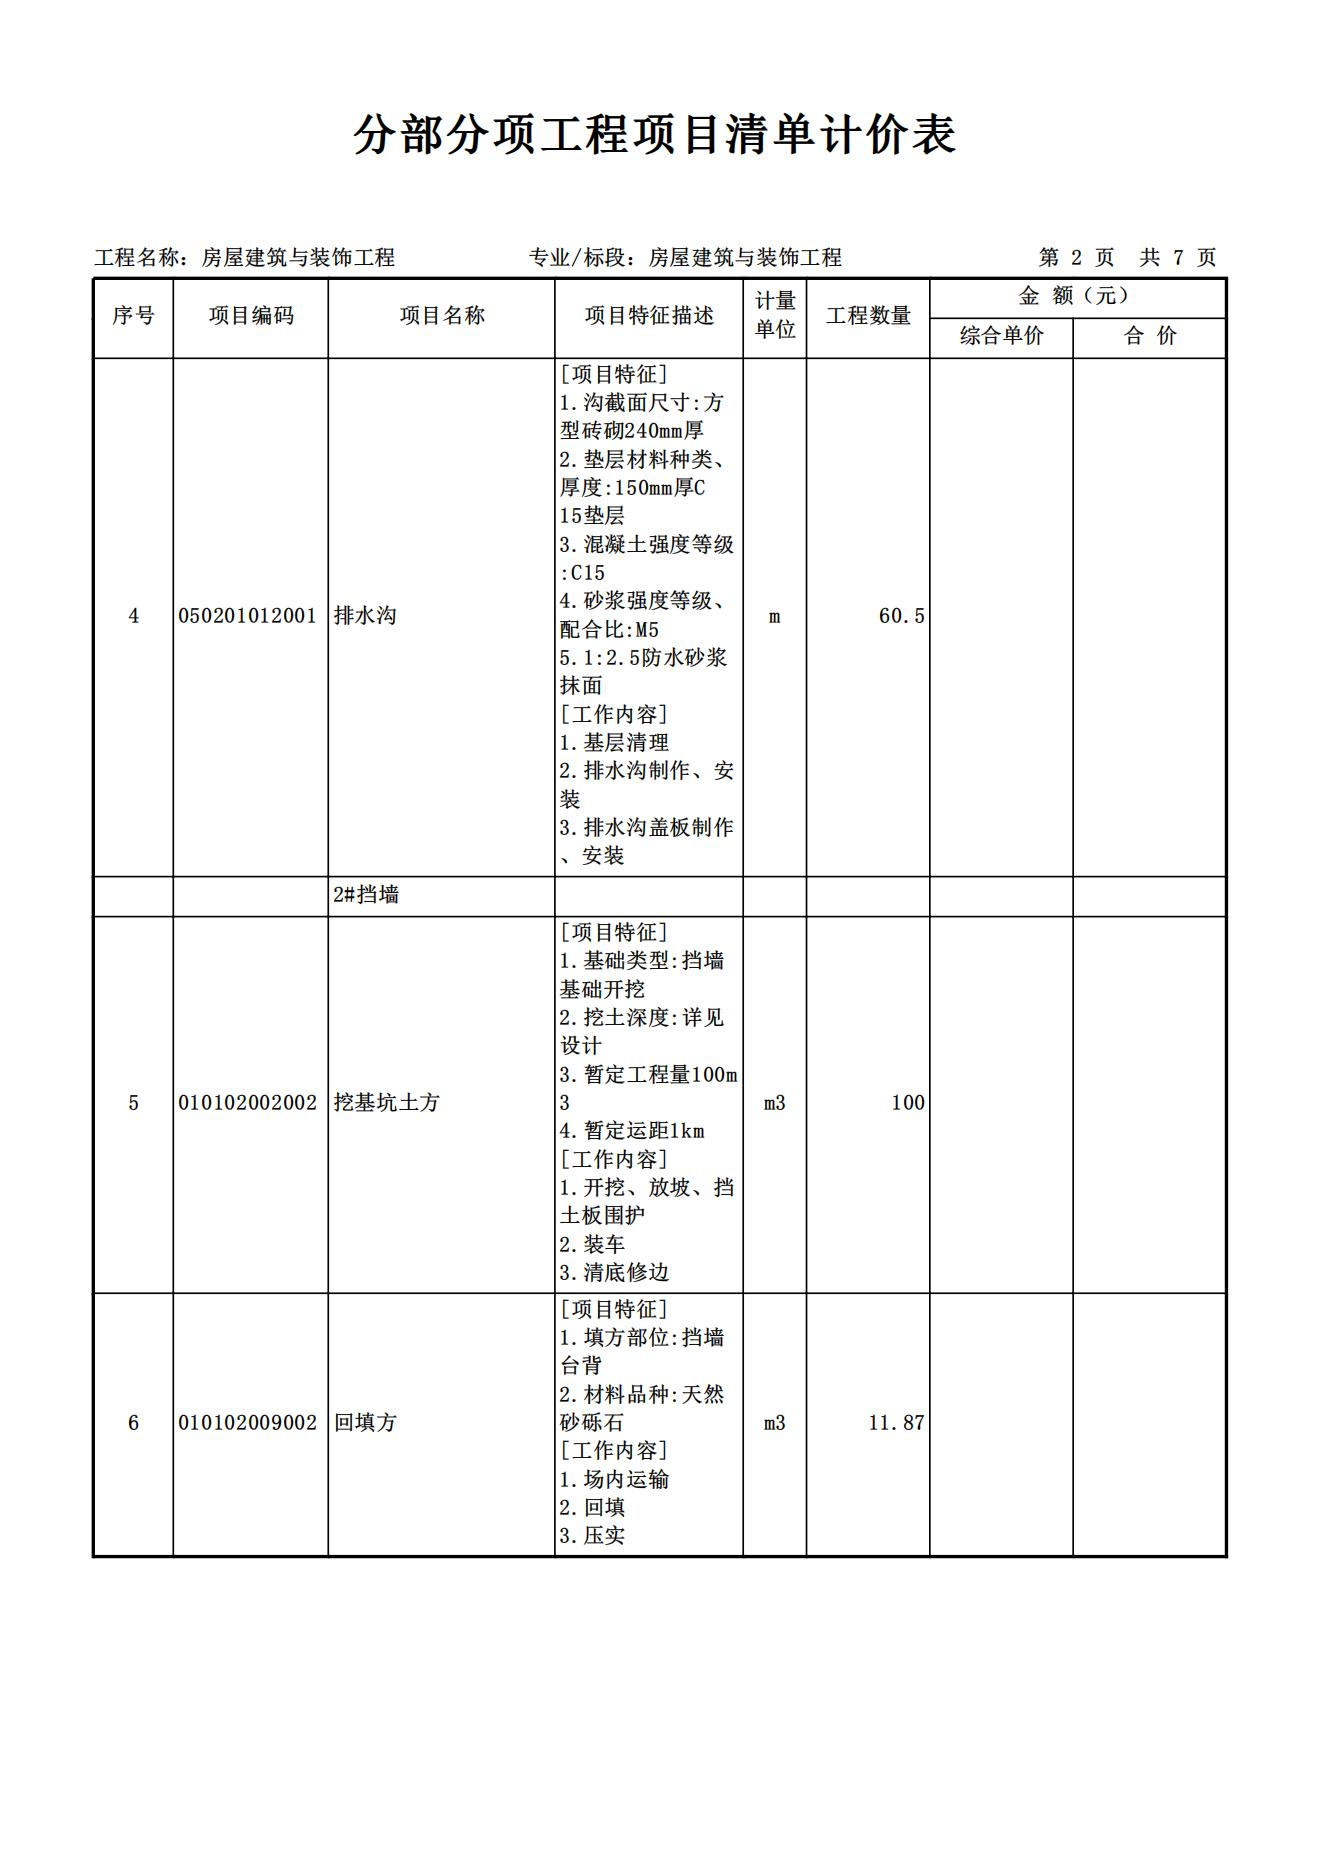 分部分项工程项目清单计价表
工程名称：房屋建筑与装饰工程 专业/标段：房屋建筑与装饰工程 第 2 页 共 7 页
序号 项目编码 项目名称 项目特征描述 计量单位 工程数量 金 额（元）
综合单价 合 价
[项目特征]
1.沟截面尺寸:方
型砖砌240mm厚
2.垫层材料种类、
厚度:150mm厚C
15垫层
3.混凝土强度等级
:C15
4.砂浆强度等级、
配合比:M5
5.1:2.5防水砂浆
抹面
[工作内容]
1.基层清理
2.排水沟制作、安
装
3.排水沟盖板制作
、安装
4 050201012001 排水沟 m 60.5
2#挡墙
[项目特征]
1.基础类型:挡墙
基础开挖
2.挖土深度:详见
设计
3.暂定工程量100m
3
4.暂定运距1km
[工作内容]
1.开挖、放坡、挡
土板围护
2.装车
3.清底修边
5 010102002002 挖基坑土方 m3 100
[项目特征]
1.填方部位:挡墙
台背
2.材料品种:天然
砂砾石
[工作内容]
1.场内运输
2.回填
3.压实
6 010102009002 回填方 m3 11.87